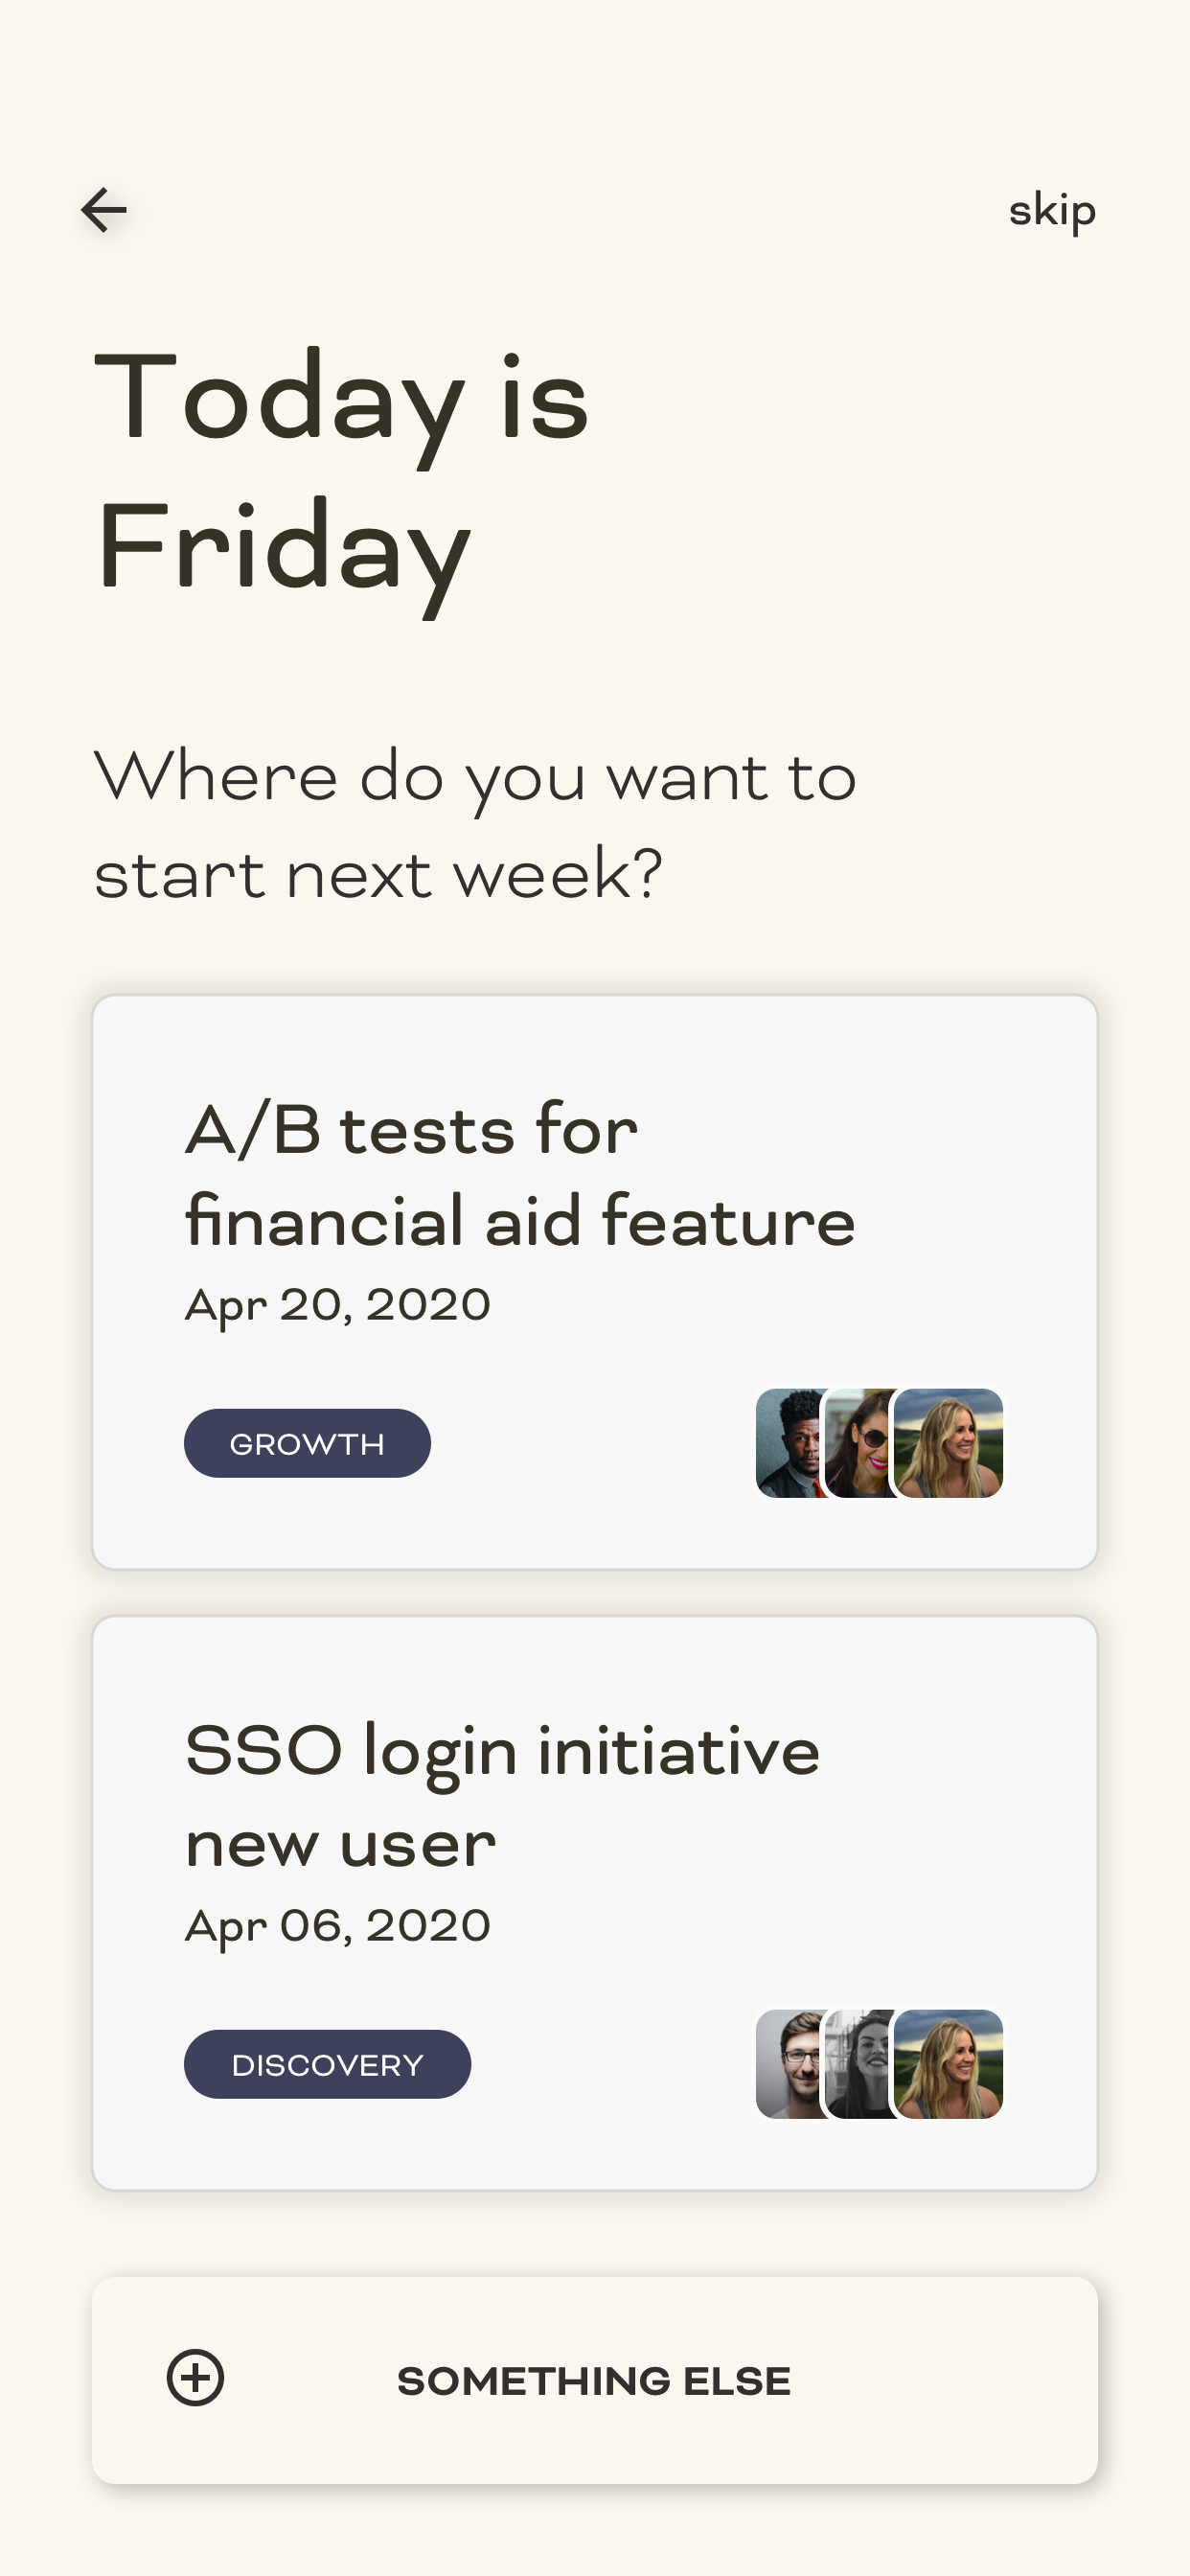 skip
Today is
Friday
Where do you want to
start next week?
A/B tests for
financial aid feature
Apr 20, 2020
GROWTH
SSO login initiative
new user
Apr 06, 2020
DISCOVERY
SOMETHING ELSE